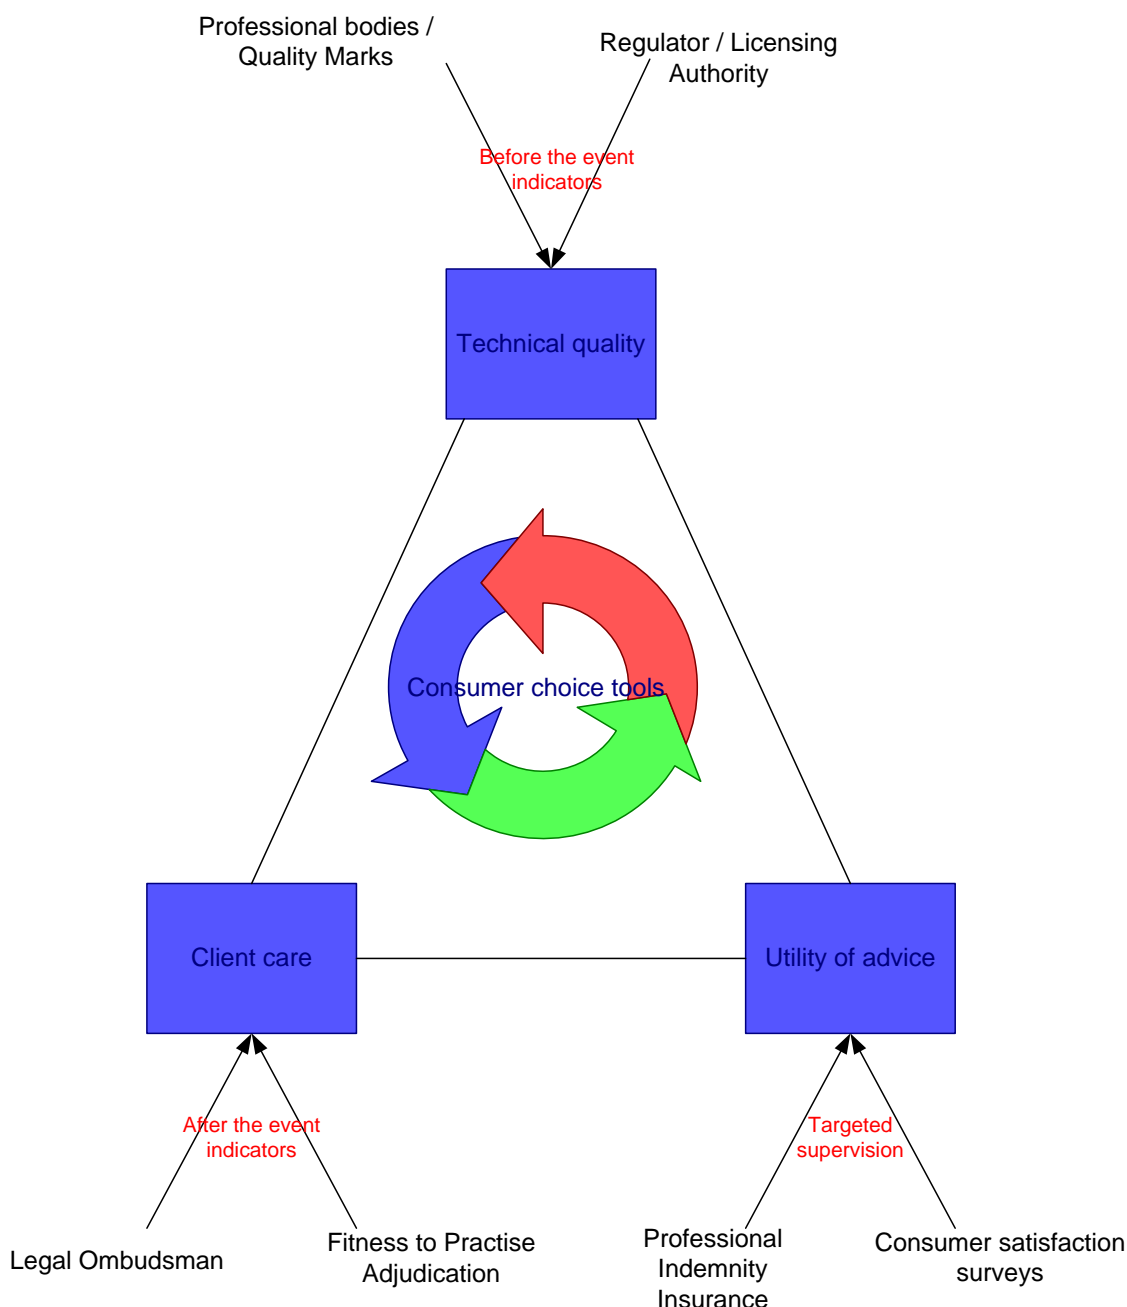 Professional bodies /
Quality Marks
Regulator / Licensing
Authority
Before the event
indicators
Technical quality
Consumer choice tools
Client care
Utility of advice
After the event
indicators
Targeted
supervision
Legal Ombudsman
Fitness to Practise
Adjudication
Professional
Indemnity
Insurance
Consumer satisfaction
surveys